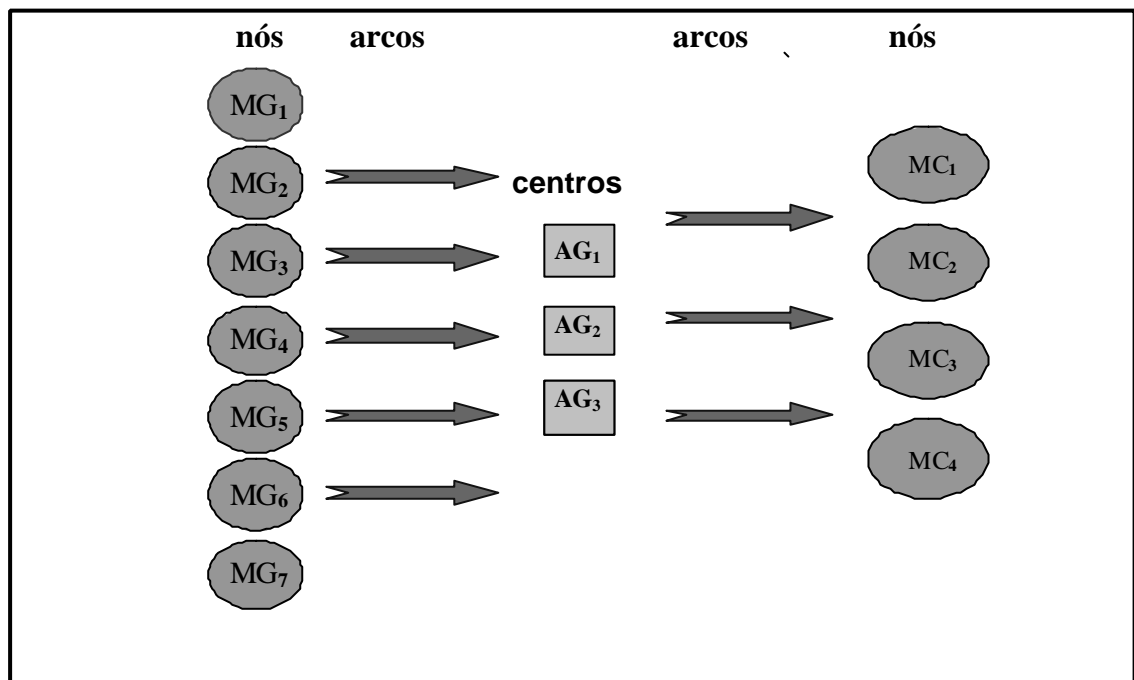 nós arcos arcos nós
MG₁
MG₂
MG₃
MG₄
MG₅
MG₆
MG₇
centros
AG₁
AG₂
AG₃
MC₁
MC₂
MC₃
MC₄